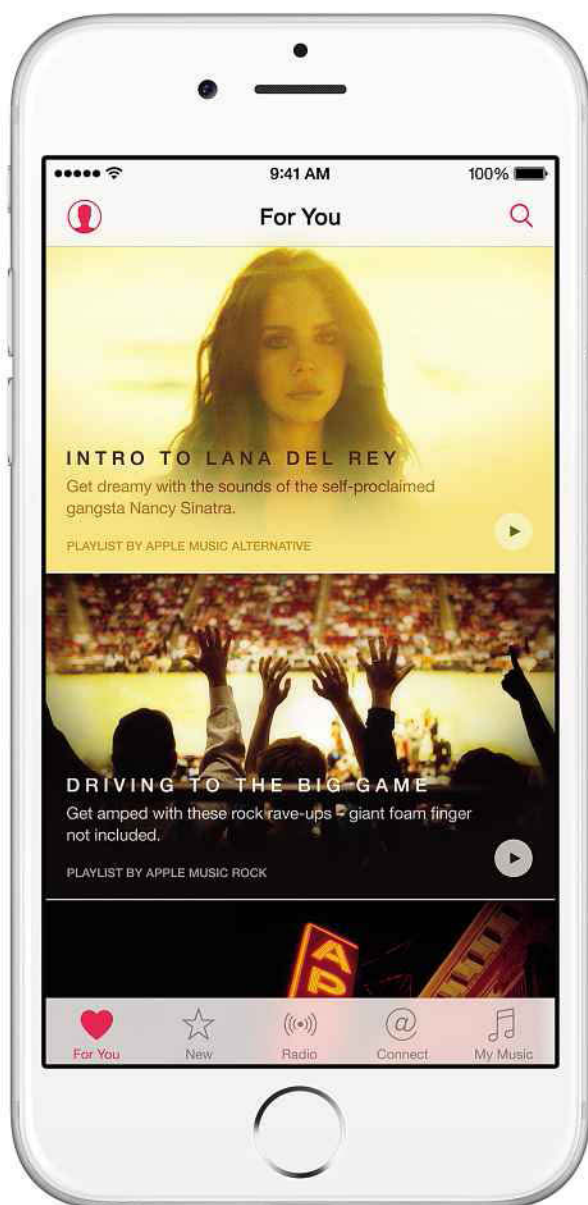 9:41 AM
100%
For You
INTRO TO LANA DEL REY
Get dreamy with the sounds of the self-proclaimed
gangsta Nancy Sinatra.
PLAYLIST BY APPLE MUSIC ALTERNATIVE
DRIVING TO THE BIG GAME
Get amped with these rock rave-ups – giant foam finger
not included.
PLAYLIST BY APPLE MUSIC ROCK
AP
For You New Radio Connect My Music